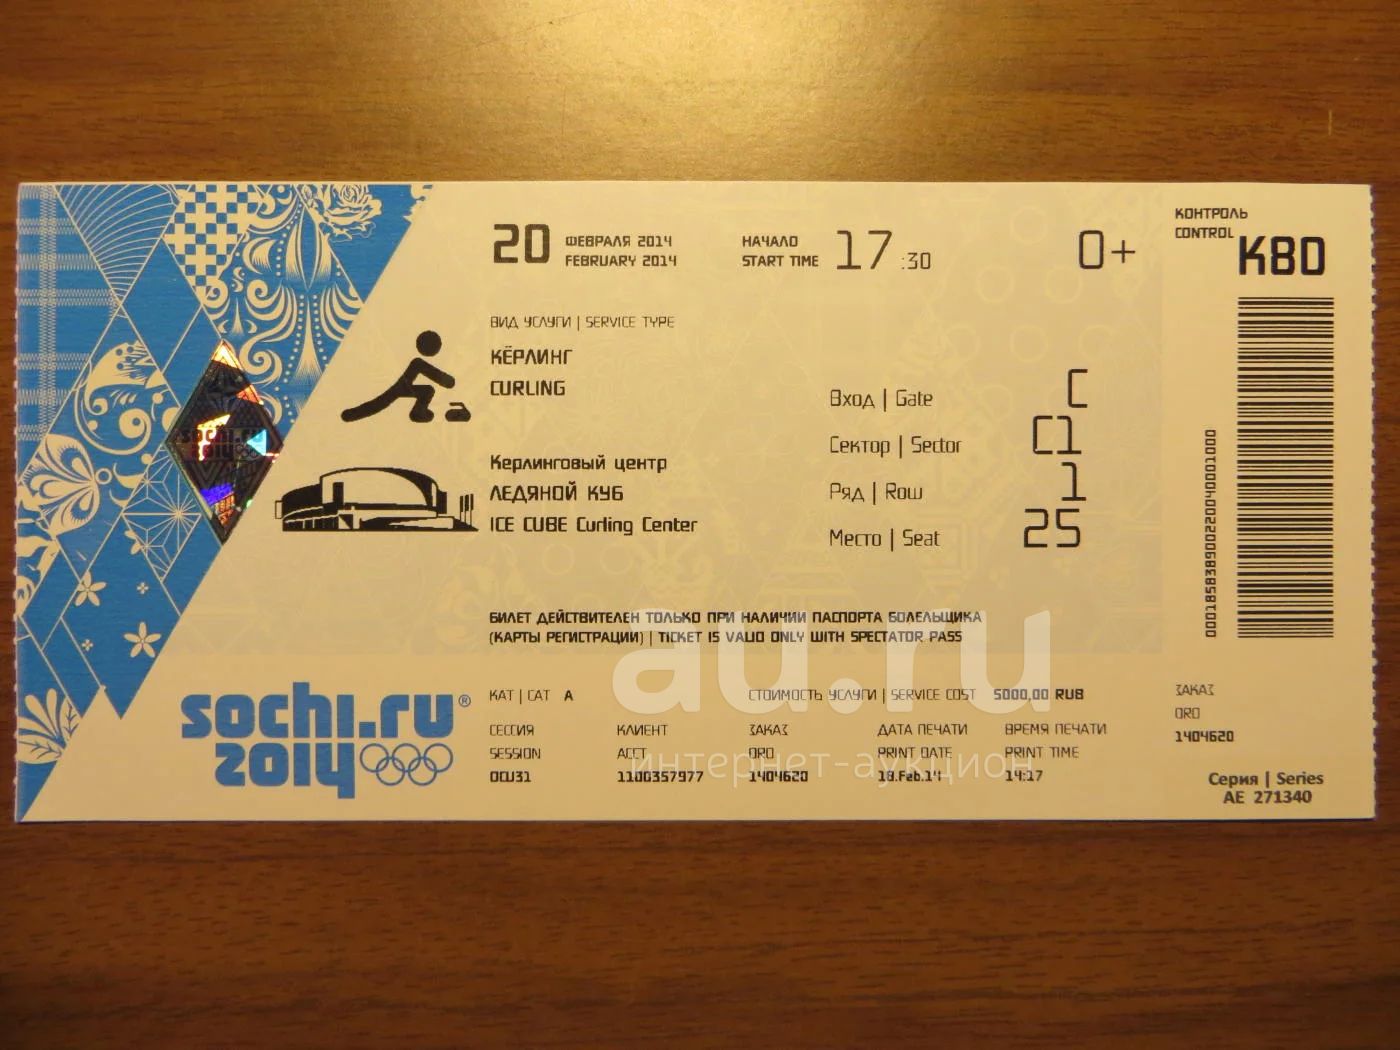 20 ФЕВРАЛЯ 2014
FEBRUARY 2014
НАЧАЛО
START TIME 17:30
0+
КОНТРОЛЬ
CONTROL K80
ВИД УСЛУГИ | SERVICE TYPE
КЁРЛИНГ
CURLING
Керлинговый центр
ЛЕДЯНОЙ КУБ
ICE CUBE Curling Center
Вход | Gate C
Сектор | Sector C1
Ряд | Row 1
Место | Seat 25
sochi.ru
2014
БИЛЕТ ДЕЙСТВИТЕЛЕН ТОЛЬКО ПРИ НАЛИЧИИ ПАСПОРТА БОЛЕЛЬЩИКА
(КАРТЫ РЕГИСТРАЦИИ) | TICKET IS VALID ONLY WITH SPECTATOR PASS
sochi.ru®
2014
КАТ | CAT A
СТОИМОСТЬ УСЛУГИ | SERVICE COST 5000,00 RUB
СЕССИЯ КЛИЕНТ ЗАКАЗ ДАТА ПЕЧАТИ ВРЕМЯ ПЕЧАТИ
SESSION ACCT ORD PRINT DATE PRINT TIME
OCU31 1100357977 1404620 18.Feb.14 14:17
00018583890022004001000
ЗАКАЗ
ORD
1404620
Серия | Series
AE 271340
au.ru
интернет-аукцион